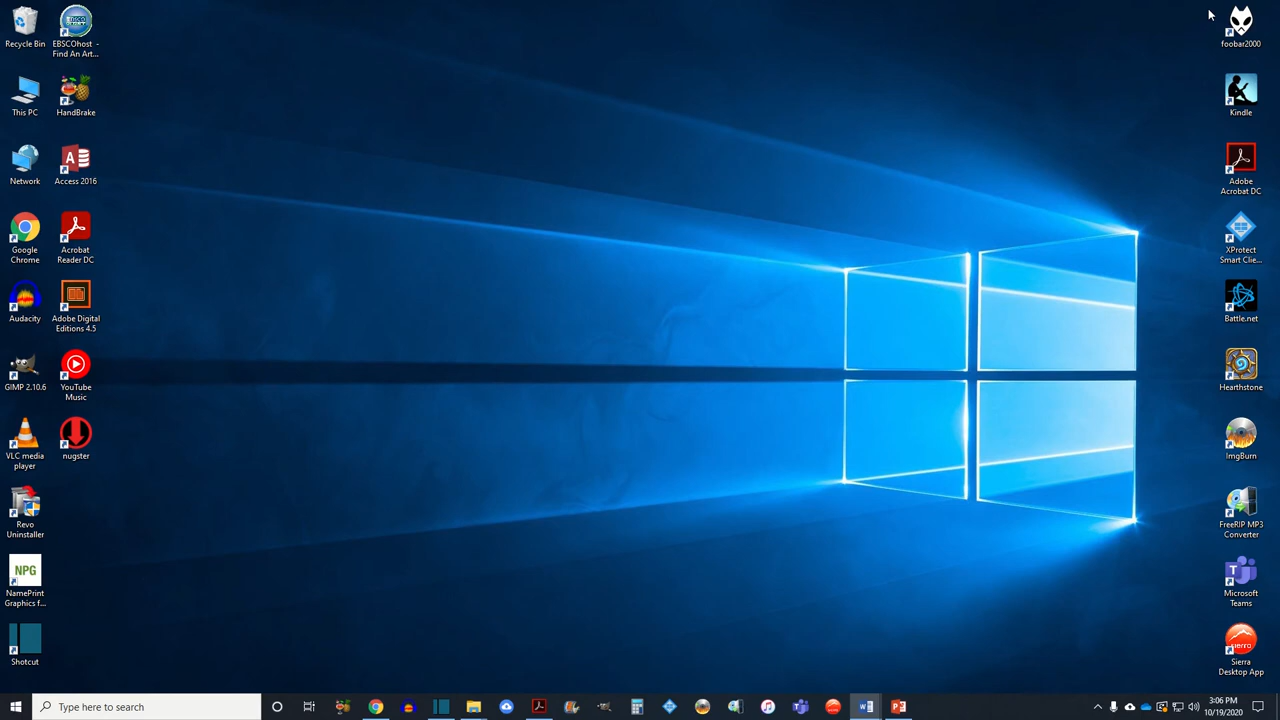 Recycle Bin
EBSCOhost -
Find An Art...
foobar2000
This PC
HandBrake
Kindle
Network
Access 2016
Adobe
Acrobat DC
Google
Chrome
Acrobat
Reader DC
XProtect
Smart Clie...
Audacity
Adobe Digital
Editions 4.5
Battle.net
GIMP 2.10.6
YouTube
Music
Hearthstone
VLC media
player
nugster
ImgBurn
Revo
Uninstaller
FreeRIP MP3
Converter
NPG
NamePrint
Graphics f...
Microsoft
Teams
Shotcut
sierra
Sierra
Desktop App
Type here to search
3:06 PM
10/19/2020